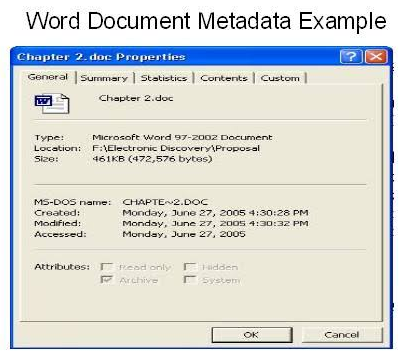 Word Document Metadata Example
Chapter 2.doc Properties
General Summary Statistics Contents Custom
Chapter 2.doc
Type: Microsoft Word 97-2002 Document
Location: F:\Electronic Discovery\Proposal
Size: 461KB (472,576 bytes)
MS-DOS name: CHAPTE~2.DOC
Created: Monday, June 27, 2005 4:30:28 PM
Modified: Monday, June 27, 2005 4:30:32 PM
Accessed: Monday, June 27, 2005
Attributes: Read only Hidden
Archive System
OK Cancel